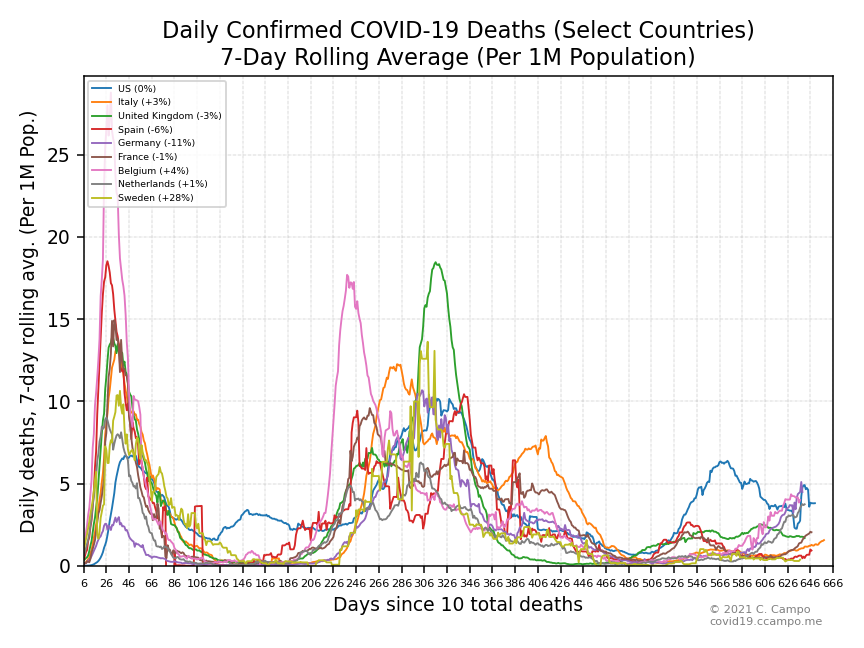 Daily Confirmed COVID-19 Deaths (Select Countries)
7-Day Rolling Average (Per 1M Population)
Daily deaths, 7-day rolling avg. (Per 1M Pop.)
25
20
15
10
5
0
US (0%)
Italy (+3%)
United Kingdom (-3%)
Spain (-6%)
Germany (-11%)
France (-1%)
Belgium (+4%)
Netherlands (+1%)
Sweden (+28%)
6 26 46 66 86 106 126 146 166 186 206 226 246 266 286 306 326 346 366 386 406 426 446 466 486 506 526 546 566 586 606 626 646 666
Days since 10 total deaths
© 2021 C. Campo
covid19.ccampo.me